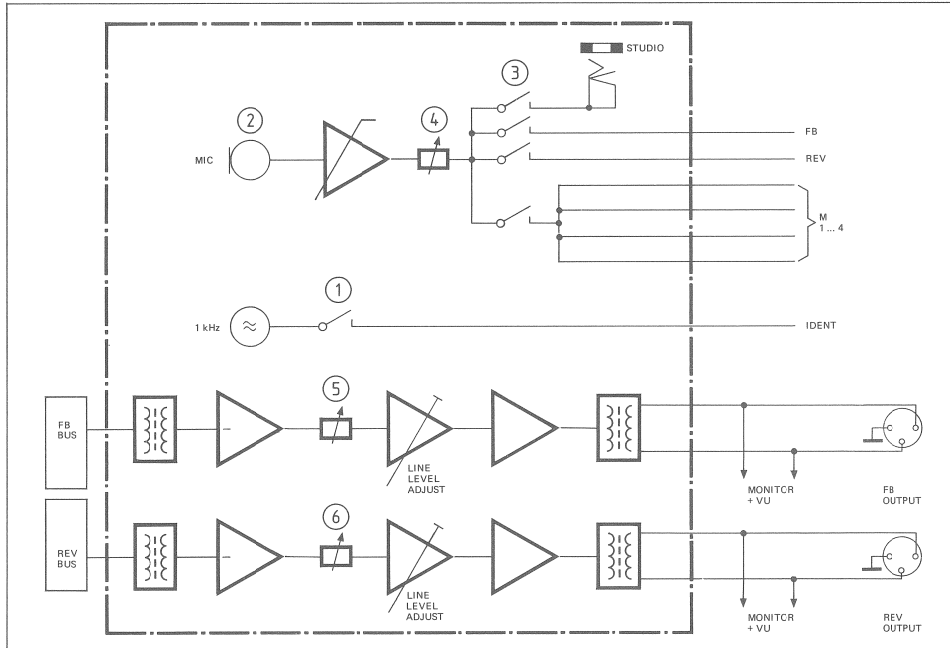 STUDIO
3
2
4
MIC
FB
REV
M
1 ... 4
1
1 kHz
≈
IDENT
5
FB
BUS
LINE
LEVEL
ADJUST
MONITOR
+ VU
FB
OUTPUT
6
REV
BUS
LINE
LEVEL
ADJUST
MONITOR
+ VU
REV
OUTPUT